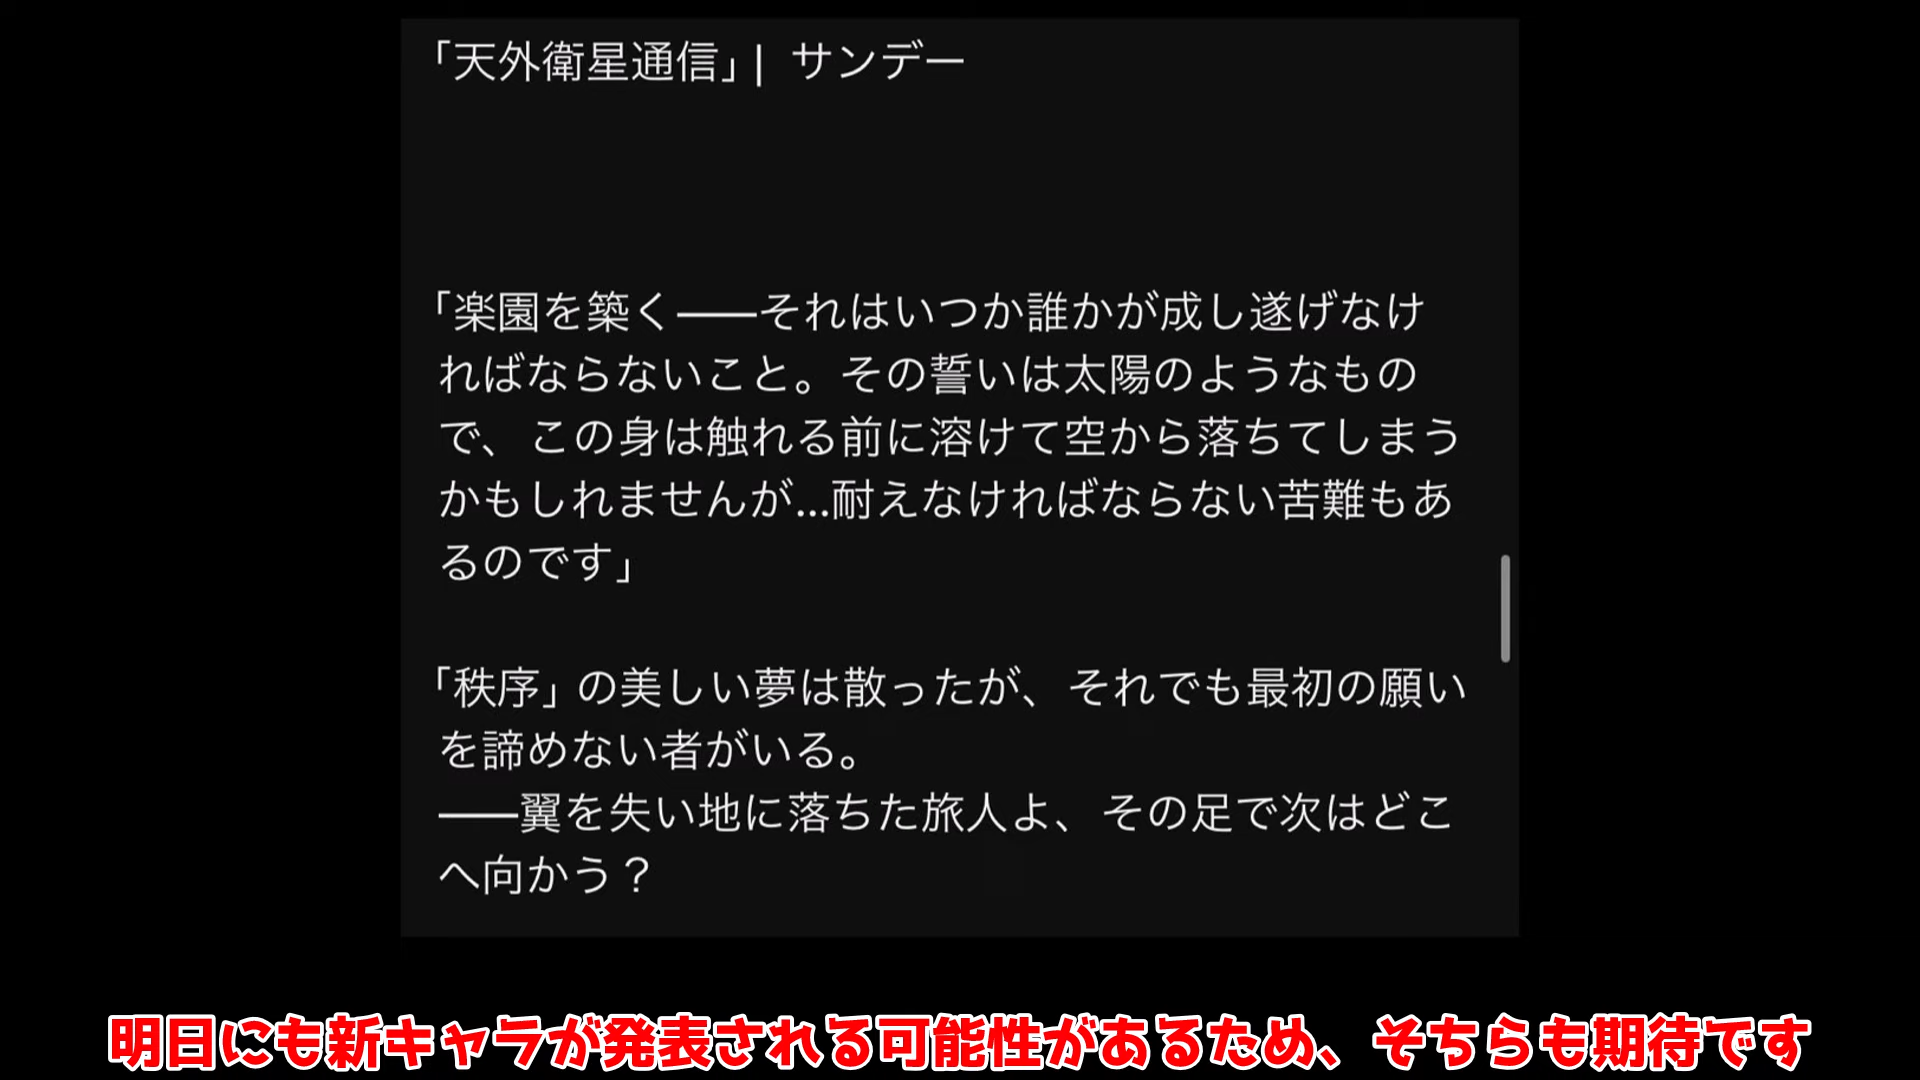 「天外衛星通信」| サンデー
「楽園を築く——それはいつか誰かが成し遂げなけ
ればならないこと。その誓いは太陽のようなもの
で、この身は触れる前に溶けて空から落ちてしまう
かもしれませんが...耐えなければならない苦難もあ
るのです」
「秩序」の美しい夢は散ったが、それでも最初の願い
を諦めない者がいる。
——翼を失い地に落ちた旅人よ、その足で次はどこ
へ向かう？
明日にも新キャラが発表される可能性があるため、そちらも期待です